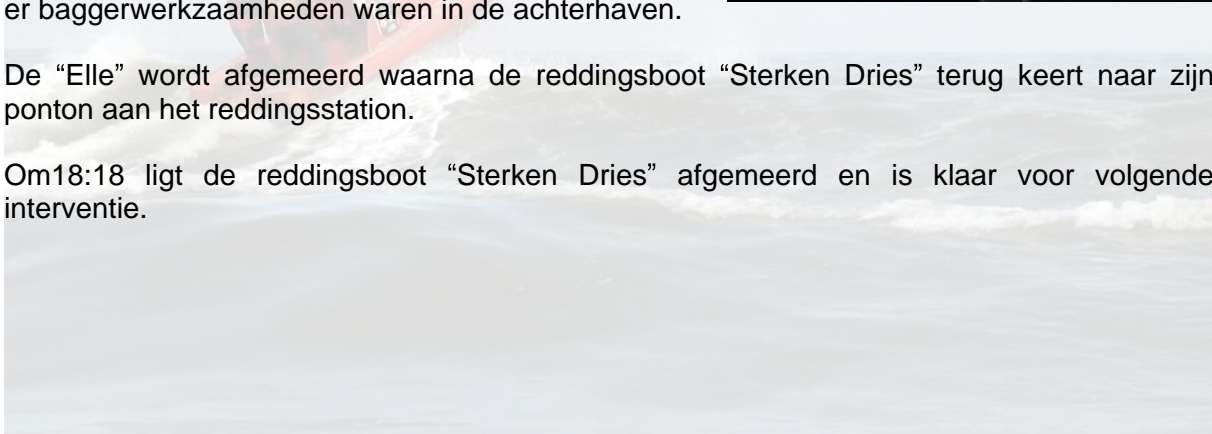 er baggerwerkzaamheden waren in de achterhaven.
De “Elle” wordt afgemeerd waarna de reddingsboot “Sterken Dries” terug keert naar zijn
ponton aan het reddingsstation.
Om18:18 ligt de reddingsboot “Sterken Dries” afgemeerd en is klaar voor volgende
interventie.